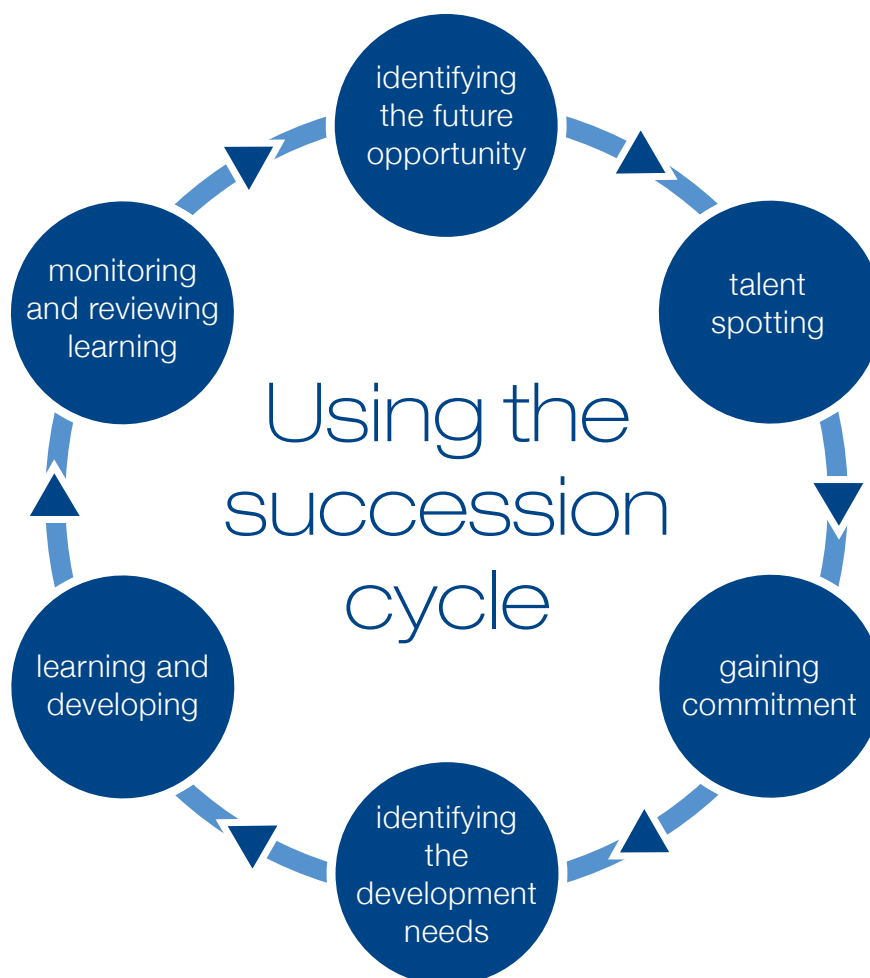 identifying
the future
opportunity
talent
spotting
gaining
commitment
identifying
the
development
needs
learning and
developing
monitoring
and reviewing
learning
Using the
succession
cycle